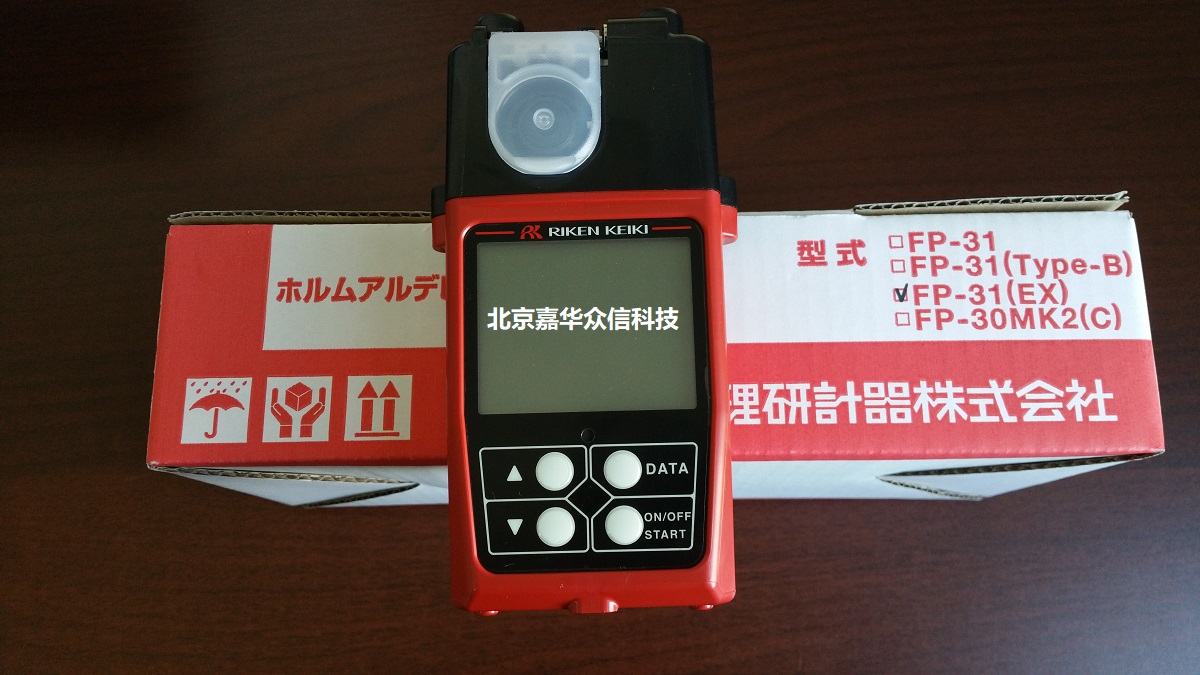 RIKEN KEIKI
北京嘉华众信科技
DATA
ON/OFF
START
ホルムアルデ
型式
FP-31
FP-31(Type-B)
FP-31(EX)
FP-30MK2(C)
理研計器株式会社